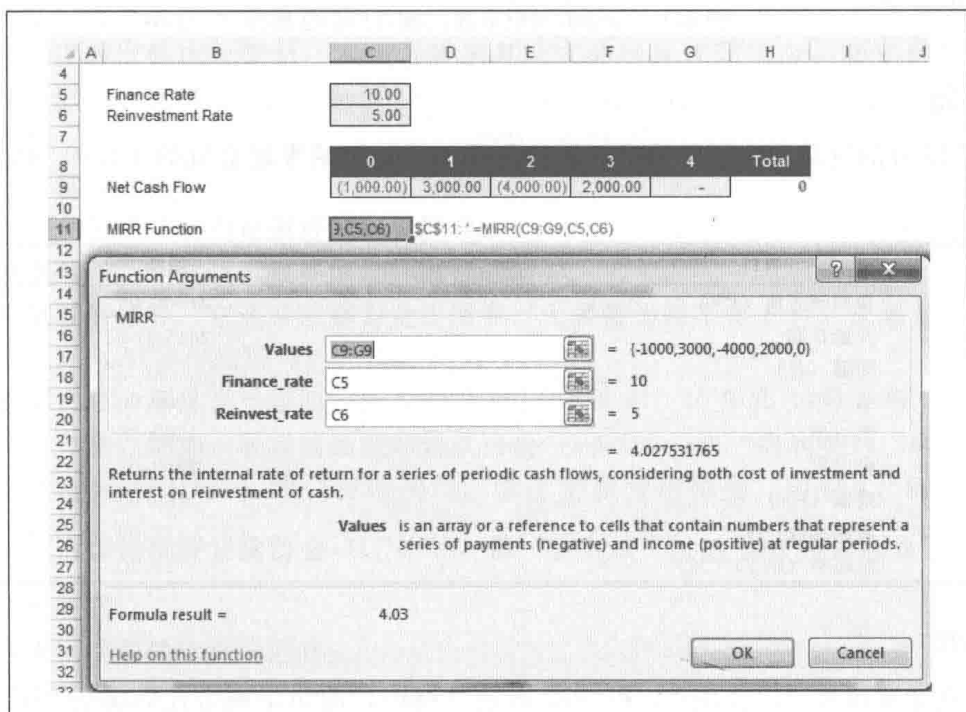 A B C D E F G H I J
4
5 Finance Rate 10.00
6 Reinvestment Rate 5.00
7
8 0 1 2 3 4 Total
9 Net Cash Flow (1,000.00) 3,000.00 (4,000.00) 2,000.00 - 0
10
11 MIRR Function 9,C5,C6) $C$11: ' =MIRR(C9:G9,C5,C6)
12
13 Function Arguments ? X
14
15 MIRR
16
17 Values C9:G9 = {-1000,3000,-4000,2000,0}
18
19 Finance_rate C5 = 10
20 Reinvest_rate C6 = 5
21
22 = 4.027531765
23 Returns the internal rate of return for a series of periodic cash flows, considering both cost of investment and
24 interest on reinvestment of cash.
25 Values is an array or a reference to cells that contain numbers that represent a
26 series of payments (negative) and income (positive) at regular periods.
27
28
29 Formula result = 4.03
30
31 Help on this function OK Cancel
32
33